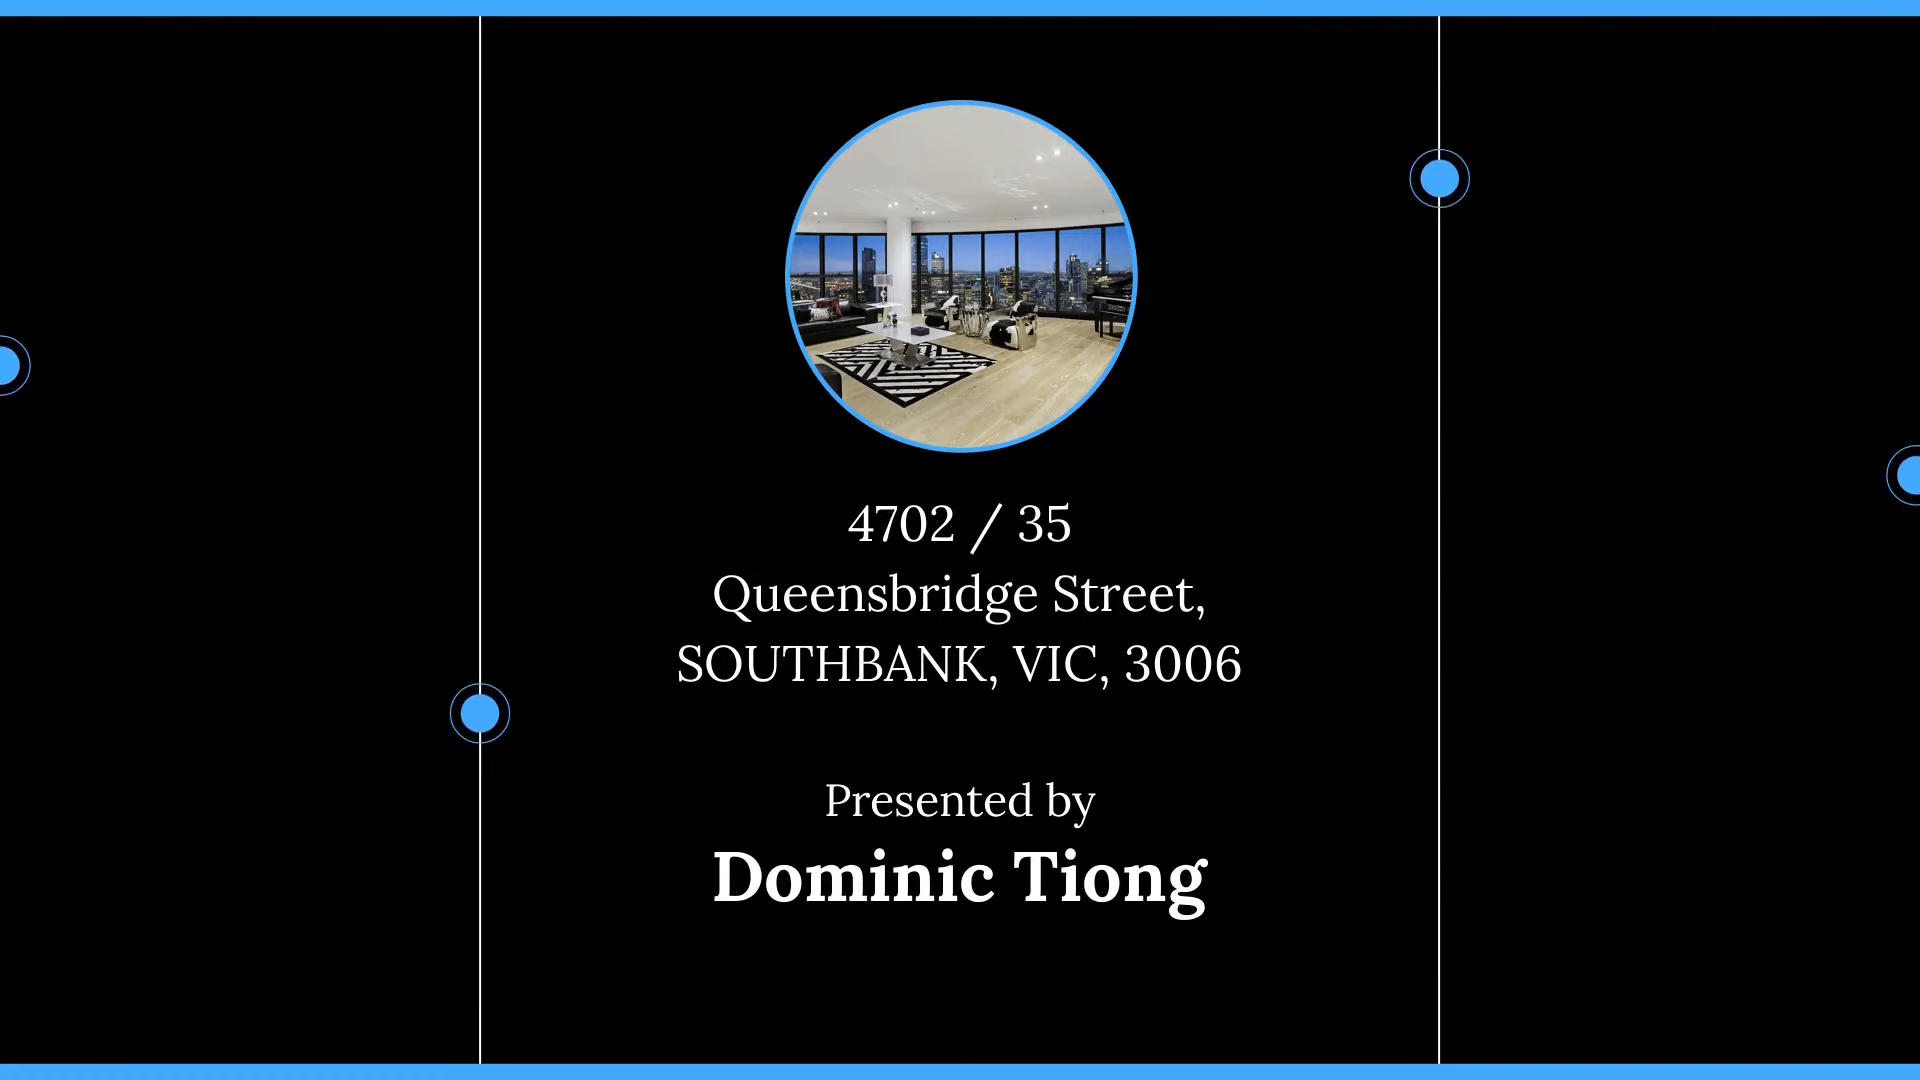 4702 / 35
Queensbridge Street,
SOUTHBANK, VIC, 3006
Presented by
Dominic Tiong